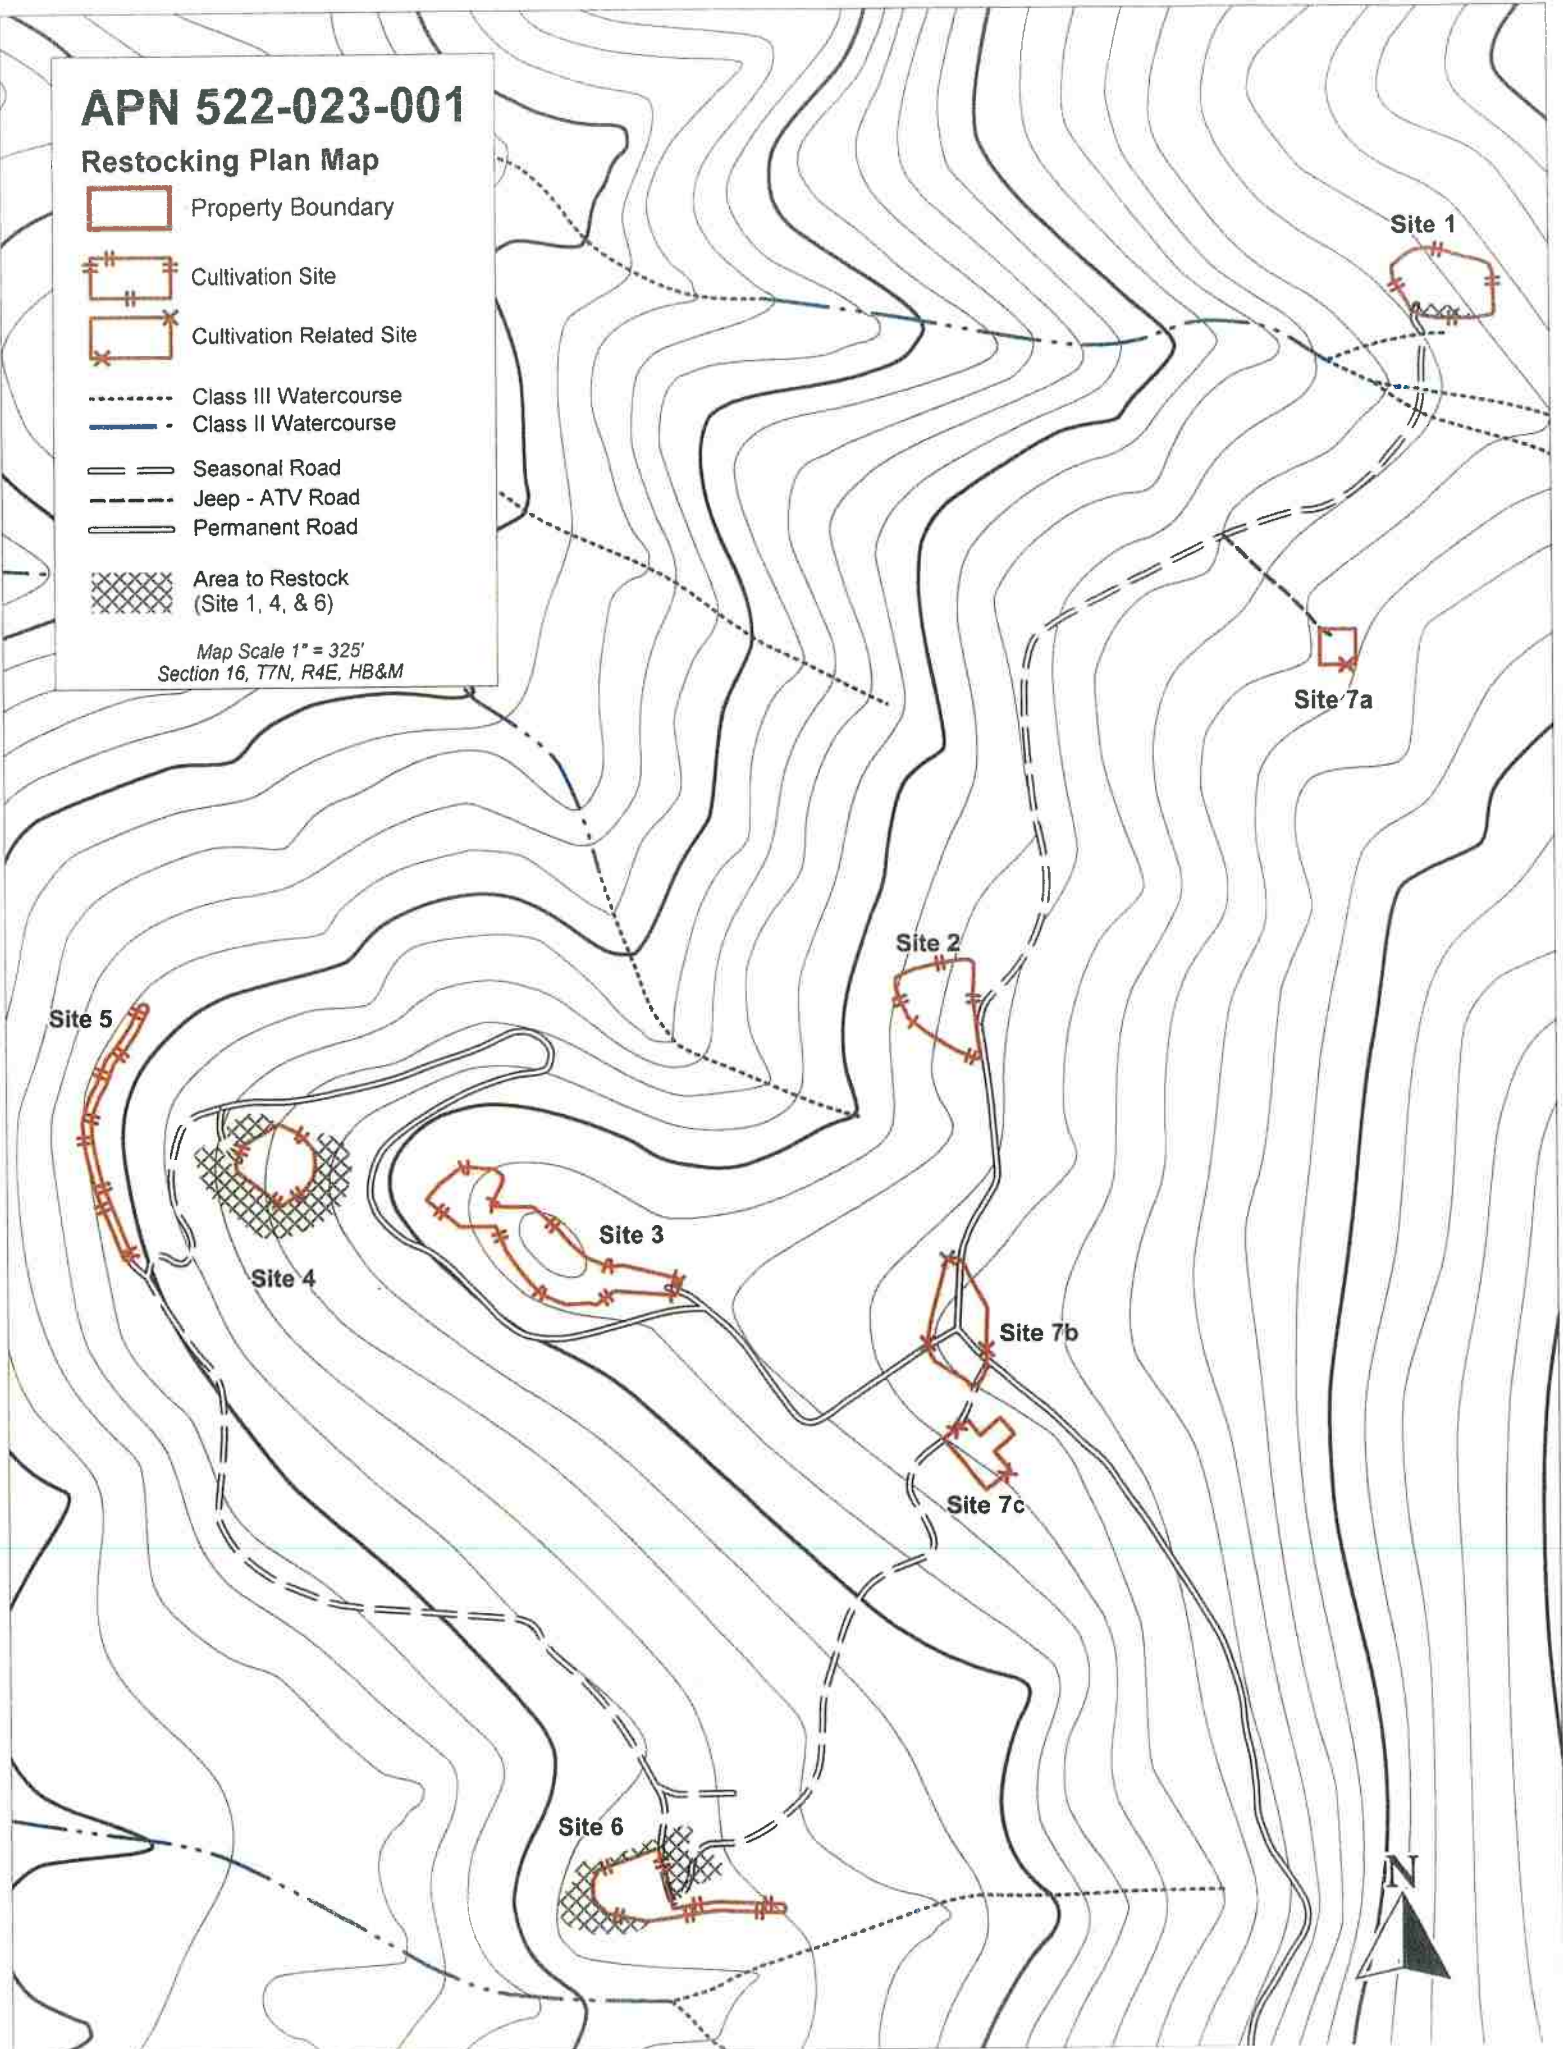 APN 522-023-001
Restocking Plan Map
Property Boundary
Cultivation Site
Cultivation Related Site
Class III Watercourse
Class II Watercourse
Seasonal Road
Jeep - ATV Road
Permanent Road
Area to Restock
(Site 1, 4, & 6)
Map Scale 1" = 325'
Section 16, T7N, R4E, HB&M
Site 1
Site 7a
Site 2
Site 5
Site 3
Site 4
Site 7b
Site 7c
Site 6
N